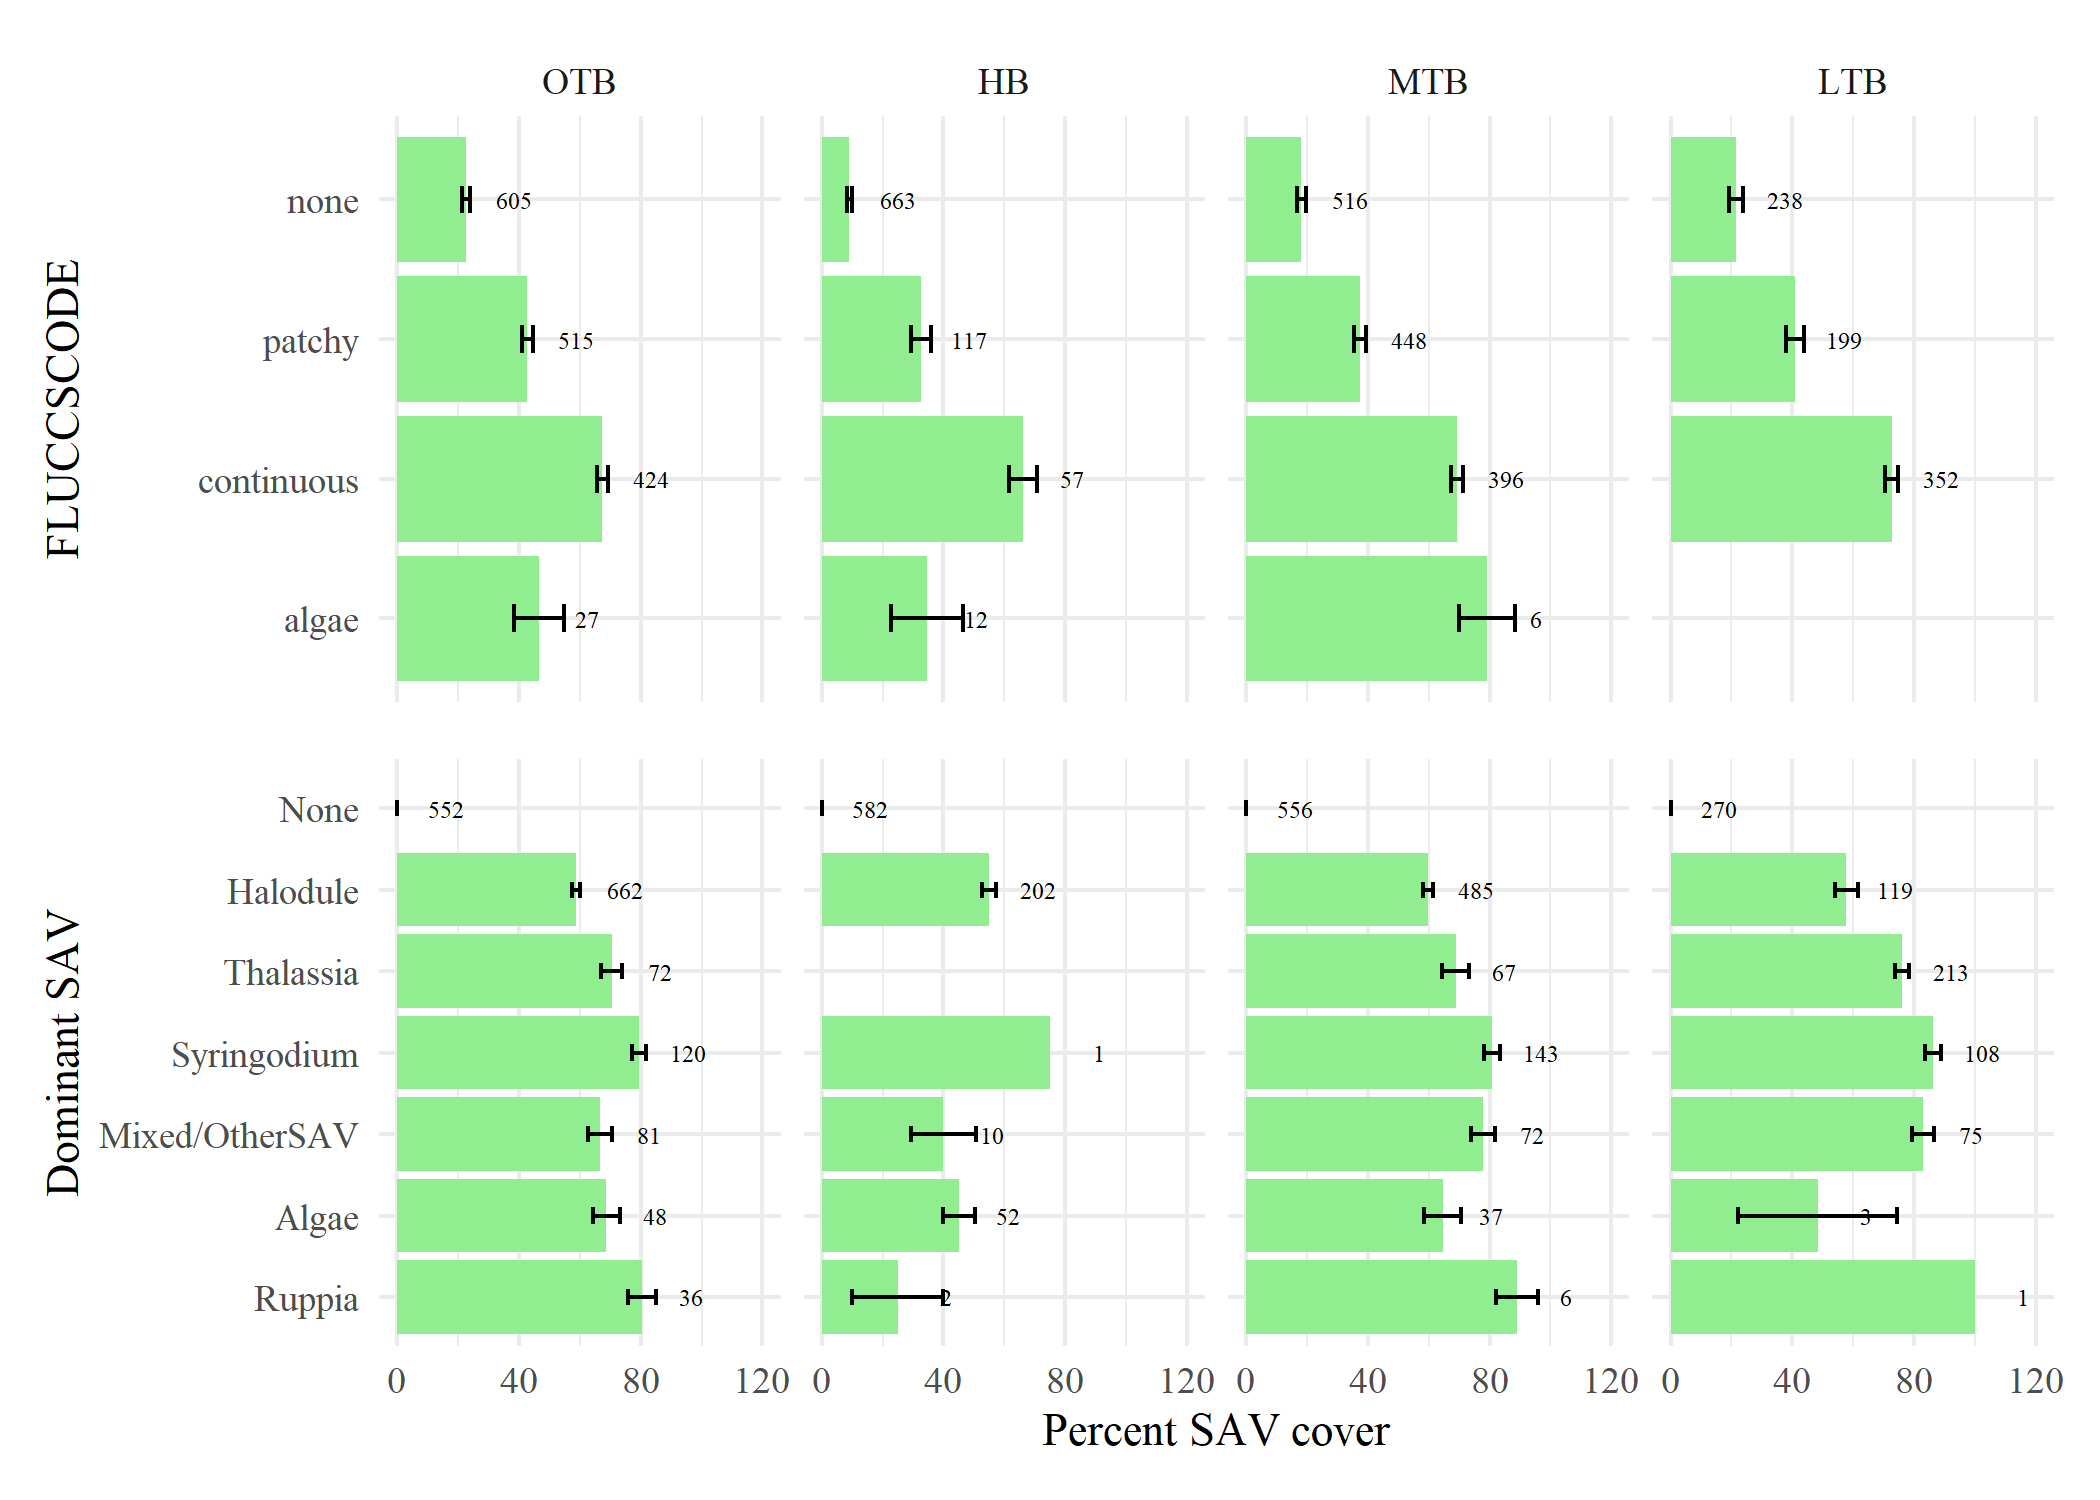 OTB HB MTB LTB
FLUCCSCODE
none 605 663 516 238
patchy 515 117 448 199
continuous 424 57 396 352
algae 27 12 6
Dominant SAV
None 552 582 556 270
Halodule 662 202 485 119
Thalassia 72 67 213
Syringodium 120 1 143 108
Mixed/OtherSAV 81 10 72 75
Algae 48 52 37 3
Ruppia 36 2 6 1
0 40 80 120 0 40 80 120 0 40 80 120 0 40 80 120
Percent SAV cover